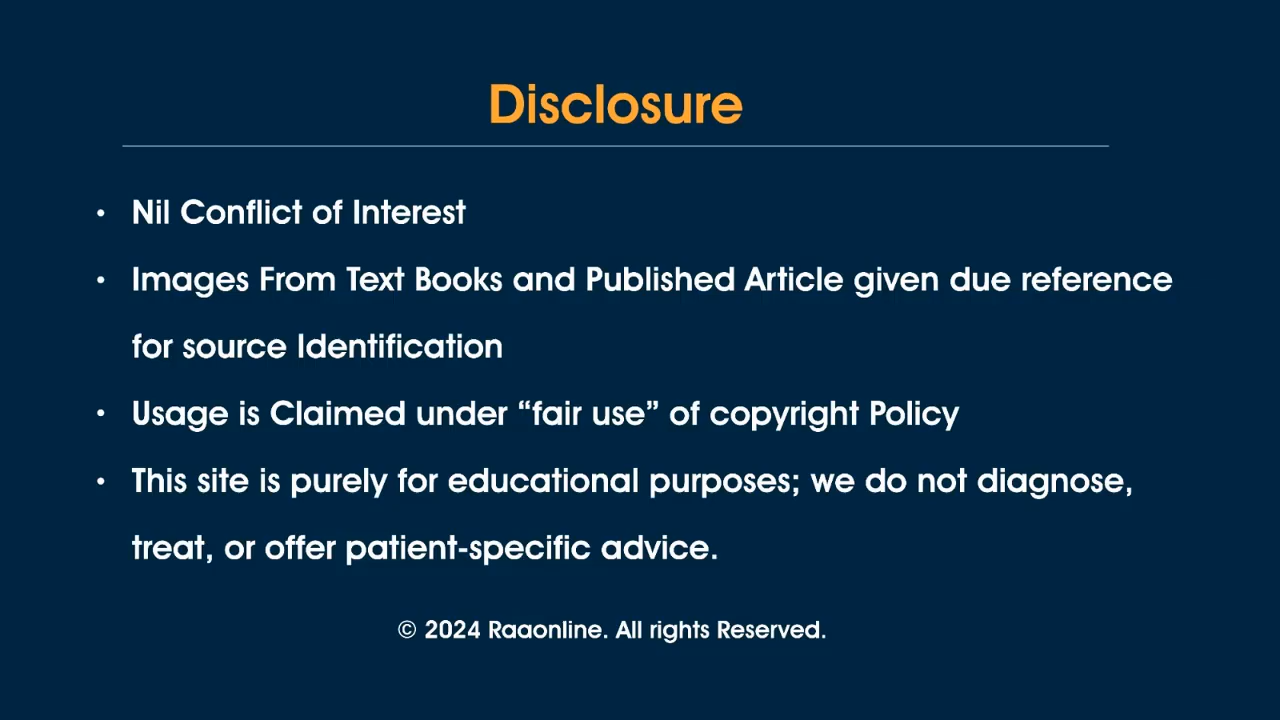 Disclosure
• Nil Conflict of Interest
• Images From Text Books and Published Article given due reference
for source Identification
• Usage is Claimed under “fair use” of copyright Policy
• This site is purely for educational purposes; we do not diagnose,
treat, or offer patient-specific advice.
© 2024 Raaonline. All rights Reserved.